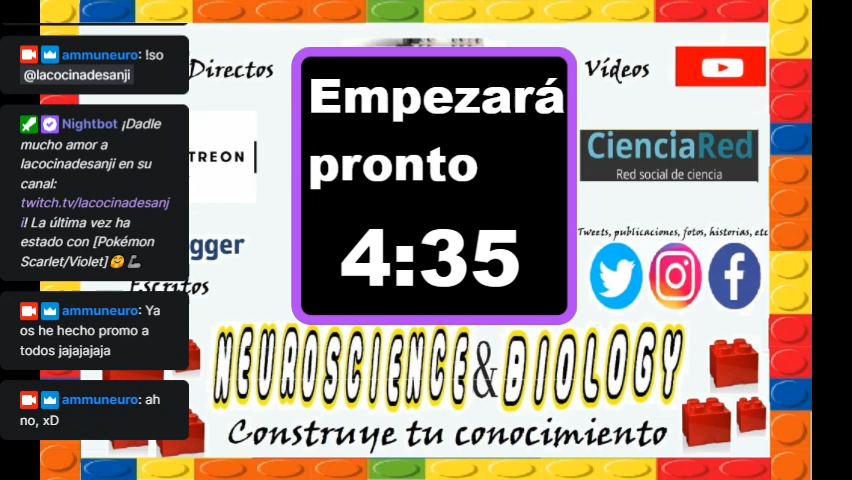 ammuneuro: !so
@lacocinadesanji
Nightbot ¡Dadle
mucho amor a
lacocinadesanji en su
canal:
twitch.tv/lacocinadesanj
i! La última vez ha
estado con [Pokémon
Scarlet/Violet]🤗🦾
ammuneuro: Ya
os he hecho promo a
todos jajajajaja
ammuneuro: ah
no, xD
Directos
TREON
gger
Escritos
Empezará
pronto
4:35
Vídeos
CienciaRed
Red social de ciencia
Tweets, publicaciones, fotos, historias, etc
NEUROSCIENCE&BIOLOGY
Construye tu conocimiento